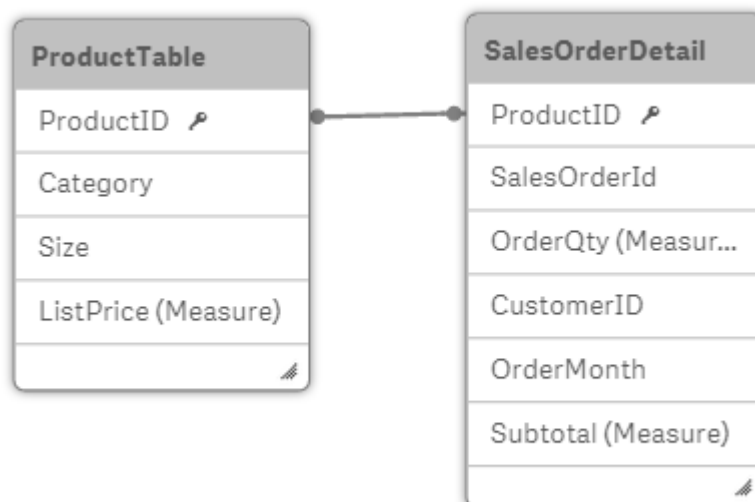 ProductTable
ProductID
Category
Size
ListPrice (Measure)
SalesOrderDetail
ProductID
SalesOrderId
OrderQty (Measur...
CustomerID
OrderMonth
Subtotal (Measure)